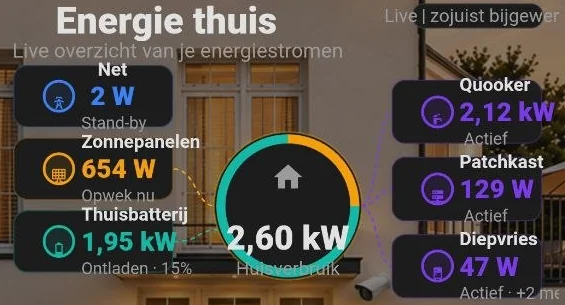 Energie thuis
Live | zojuist bijgewer
Live overzicht van je energiestromen
Net
2 W
Stand-by
Zonnepanelen
654 W
Opwek nu
Thuisbatterij
1,95 kW
Ontladen · 15%
2,60 kW
Huisverbruik
Quooker
2,12 kW
Actief
Patchkast
129 W
Actief
Diepvries
47 W
Actief · +2 me